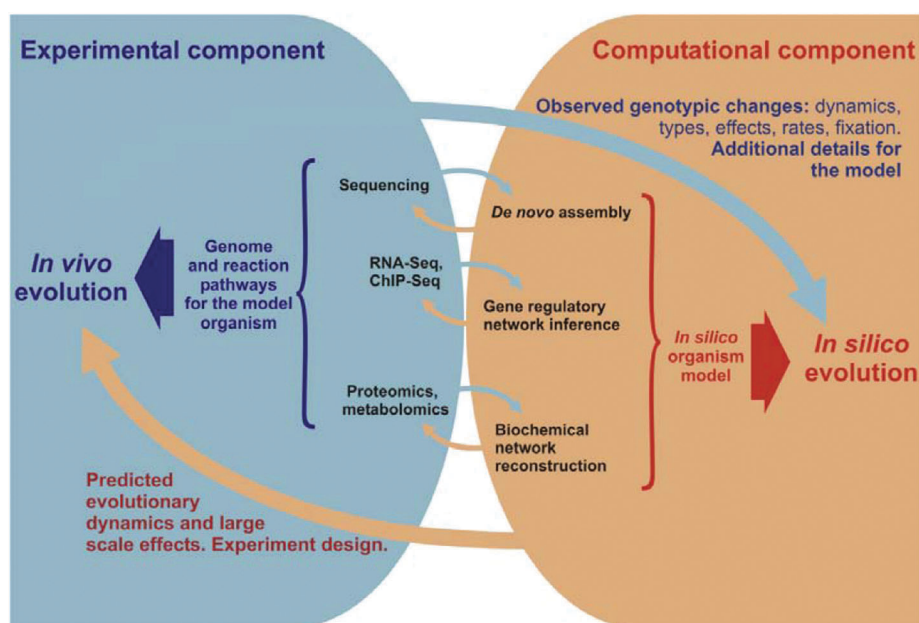 Experimental component
Computational component
Observed genotypic changes: dynamics,
types, effects, rates, fixation.
Additional details for
the model
Sequencing
De novo assembly
RNA-Seq,
ChIP-Seq
Gene regulatory
network inference
Proteomics,
metabolomics
Biochemical
network
reconstruction
Genome
and reaction
pathways
for the model
organism
In vivo
evolution
In silico
organism
model
In silico
evolution
Predicted
evolutionary
dynamics and large
scale effects. Experiment design.